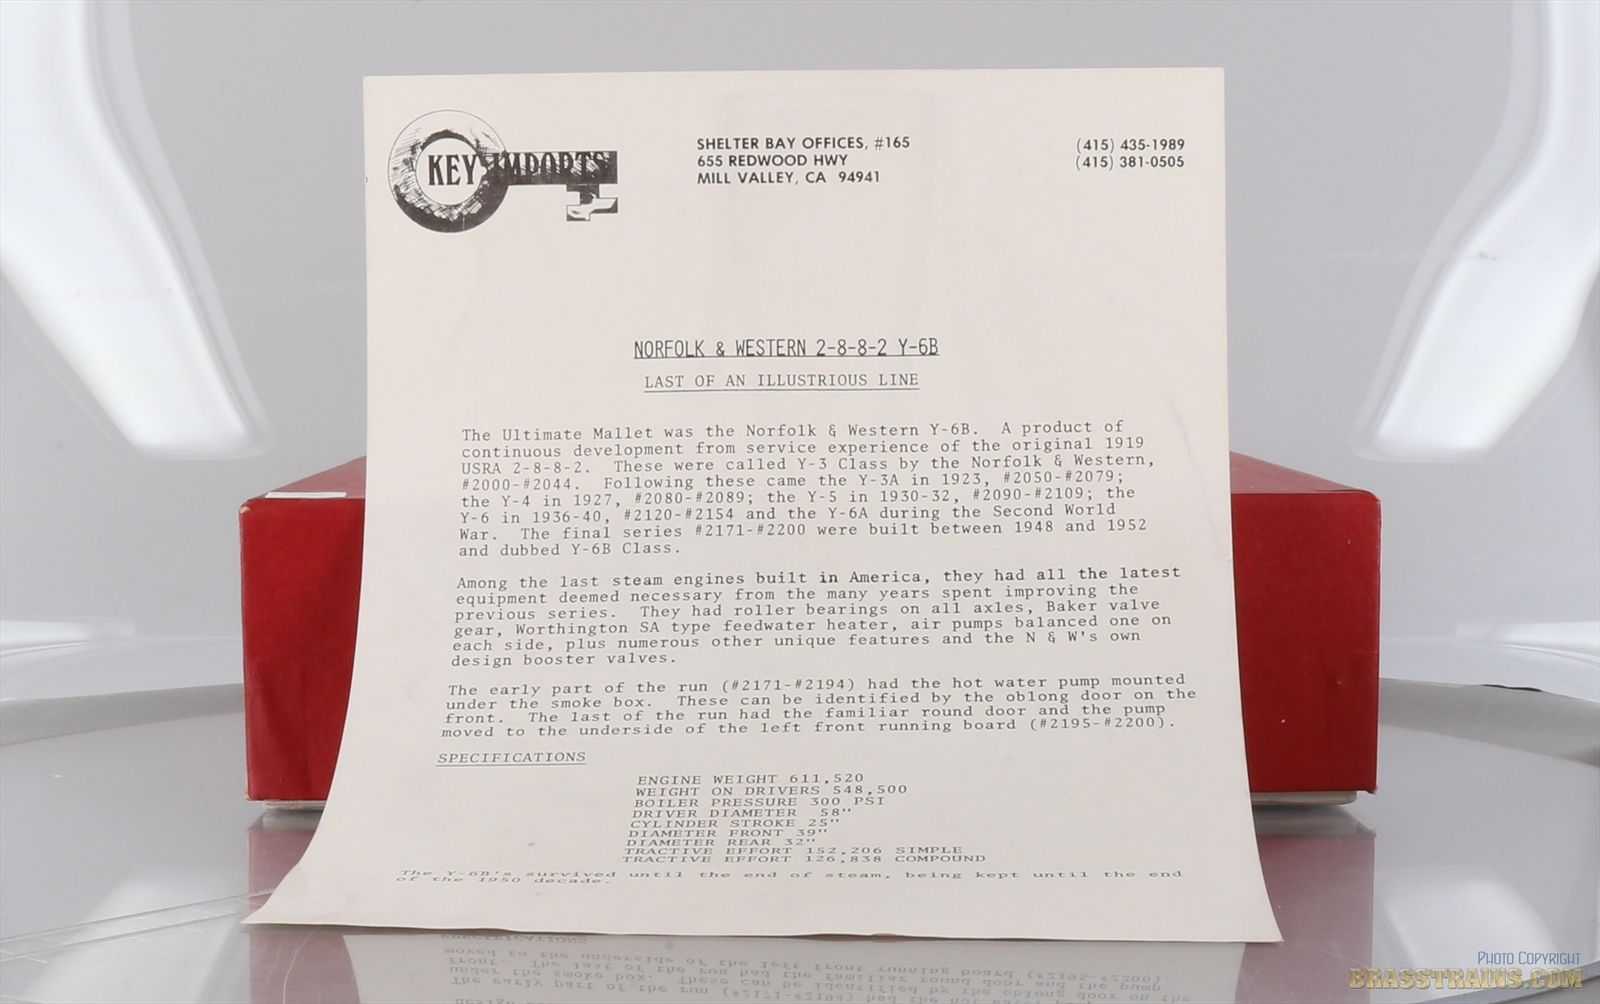 KEY IMPORTS
SHELTER BAY OFFICES, #165
655 REDWOOD HWY
MILL VALLEY, CA 94941
(415) 435-1989
(415) 381-0505
NORFOLK & WESTERN 2-8-8-2 Y-6B
LAST OF AN ILLUSTRIOUS LINE
The Ultimate Mallet was the Norfolk & Western Y-6B. A product of
continuous development from service experience of the original 1919
USRA 2-8-8-2. These were called Y-3 Class by the Norfolk & Western,
#2000-#2044. Following these came the Y-3A in 1923, #2050-#2079;
the Y-4 in 1927, #2080-#2089; the Y-5 in 1930-32, #2090-#2109; the
Y-6 in 1936-40, #2120-#2154 and the Y-6A during the Second World
War. The final series #2171-#2200 were built between 1948 and 1952
and dubbed Y-6B Class.
Among the last steam engines built in America, they had all the latest
equipment deemed necessary from the many years spent improving the
previous series. They had roller bearings on all axles, Baker valve
gear, Worthington SA type feedwater heater, air pumps balanced one on
each side, plus numerous other unique features and the N & W's own
design booster valves.
The early part of the run (#2171-#2194) had the hot water pump mounted
under the smoke box. These can be identified by the oblong door on the
front. The last of the run had the familiar round door and the pump
moved to the underside of the left front running board (#2195-#2200).
SPECIFICATIONS
ENGINE WEIGHT 611,520
WEIGHT ON DRIVERS 548,500
BOILER PRESSURE 300 PSI
DRIVER DIAMETER 58"
CYLINDER STROKE 25"
DIAMETER FRONT 39"
DIAMETER REAR 32"
TRACTIVE EFFORT 152,206 SIMPLE
TRACTIVE EFFORT 126,838 COMPOUND
The Y-6B's survived until the end of steam, being kept until the end
of the 1950 decade.
PHOTO COPYRIGHT
BRASSTRAINS.COM